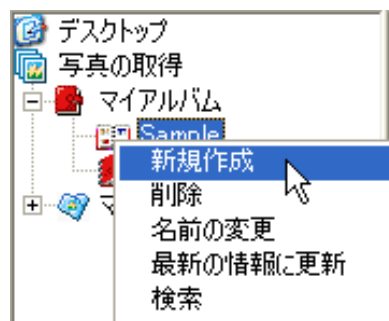 デスクトップ
写真の取得
マイアルバム
Sample
新規作成
削除
マ
名前の変更
最新の情報に更新
検索